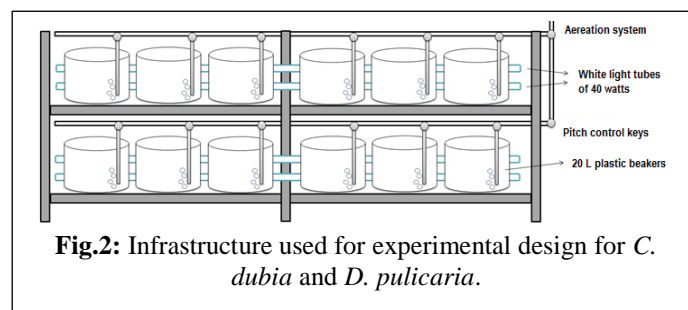 Aereation system
White light tubes
of 40 watts
Pitch control keys
20 L plastic beakers
Fig.2: Infrastructure used for experimental design for C.
dubia and D. pulicaria.